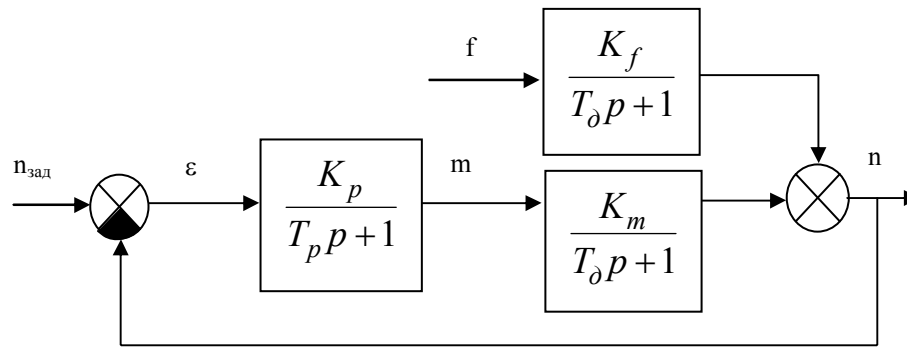 f
K_f
T_∂ p + 1
n_зад
ε
K_p
T_p p + 1
m
K_m
T_∂ p + 1
n